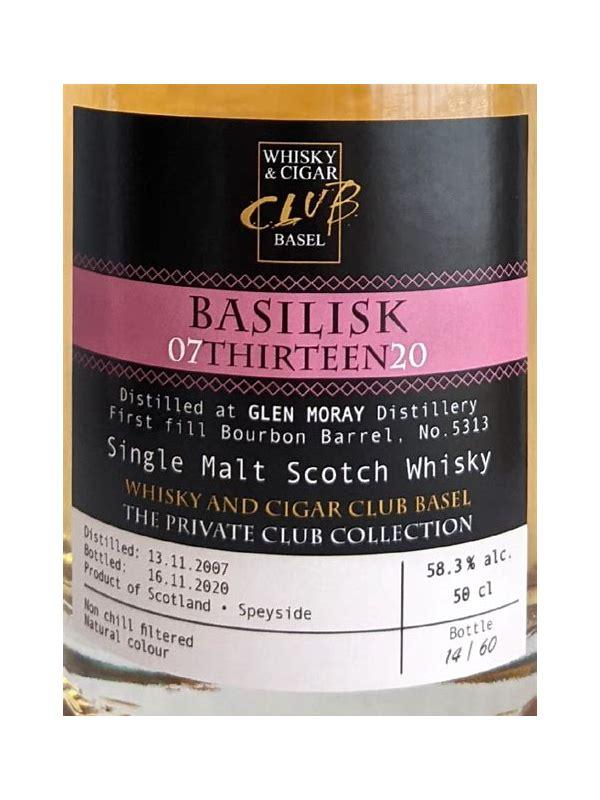 WHISKY
& CIGAR
CLUB
BASEL
BASILISK
07THIRTEEN20
Distilled at GLEN MORAY Distillery
First fill Bourbon Barrel, No.5313
Single Malt Scotch Whisky
WHISKY AND CIGAR CLUB BASEL
THE PRIVATE CLUB COLLECTION
Distilled: 13.11.2007
Bottled: 16.11.2020
Product of Scotland · Speyside
Non chill filtered
Natural colour
58.3% alc.
50 cl
Bottle
14 / 60